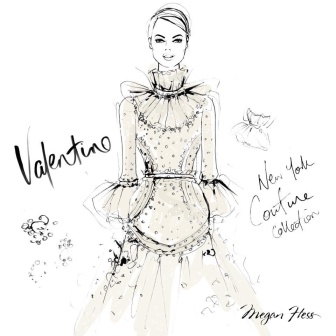 Valentino
New York
Couture
Collection
Megan Hess